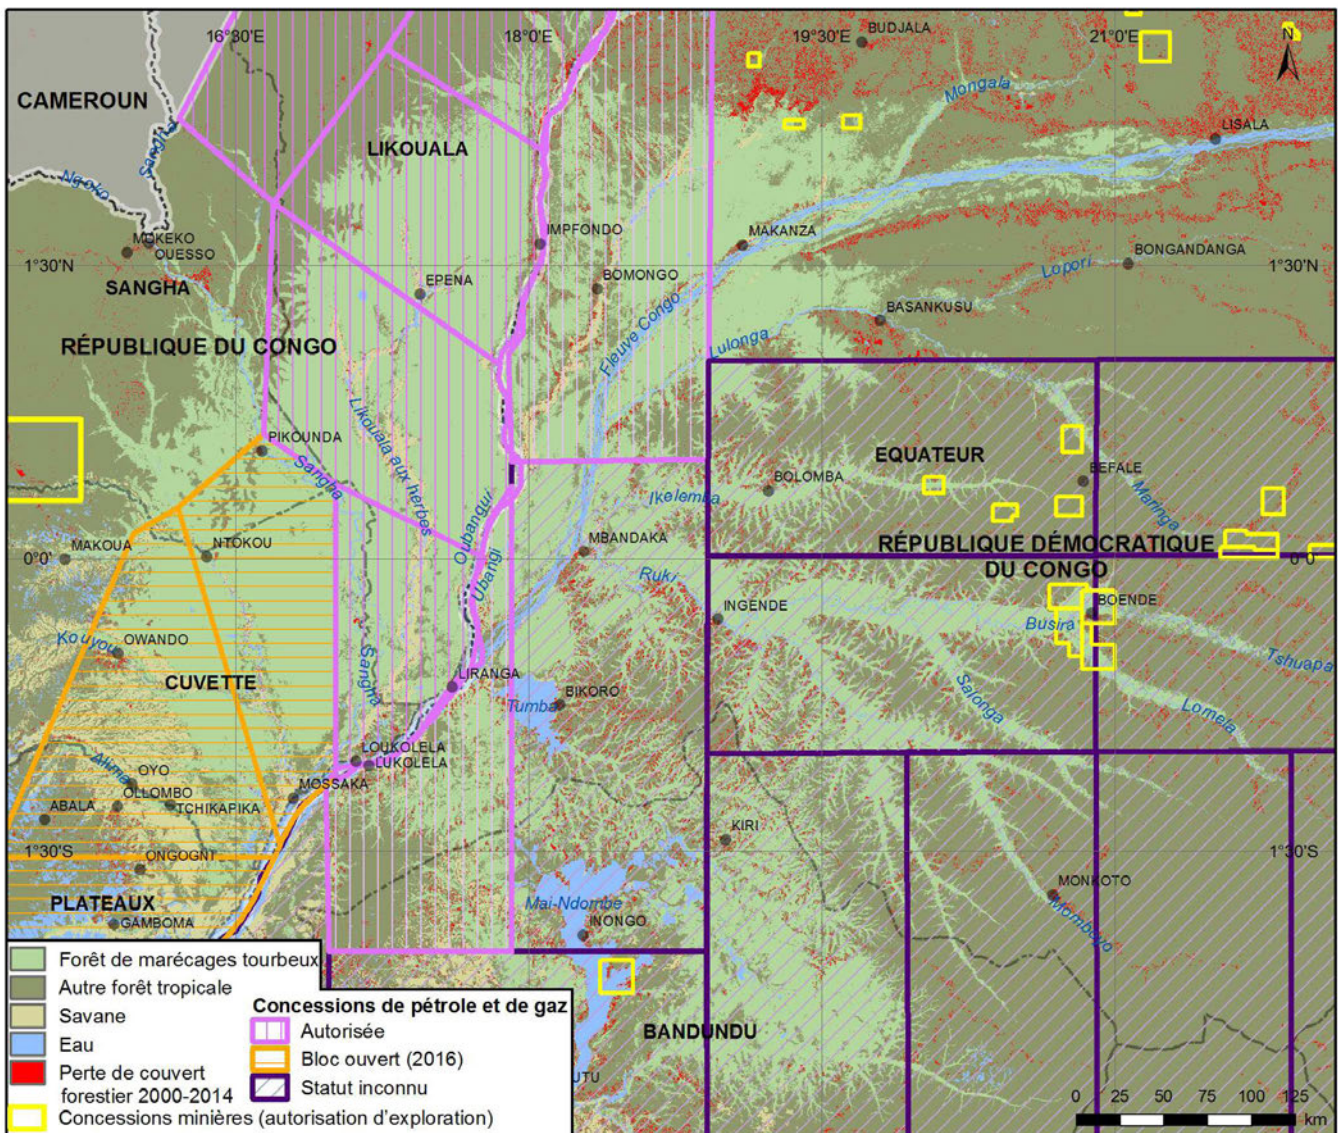 16°30'E
18°0'E
19°30'E
21°0'E
BUDJALA
N
CAMEROUN
Mongala
LIKOUALA
Sangha
LISALA
Ngoko
IMPFONDO
MAKANZA
MOKEKO
OUESSO
BONGANDANGA
1°30'N
1°30'N
Lopori
EPENA
BOMONGO
SANGHA
BASANKUSU
Fleuve Congo
Lulonga
RÉPUBLIQUE DU CONGO
Likouala aux herbes
PIKOUNDA
Sangha
EQUATEUR
BEFALE
BOLOMBA
Ikelemba
Maringa
Oubangui/
Ubangi
MAKOUA
NTOKOU
MBANDAKA
RÉPUBLIQUE DÉMOCRATIQUE
DU CONGO
0°0'
0°0'
Ruki
INGENDE
BOENDE
Busira
Kouyou
OWANDO
Tshuapa
CUVETTE
Sangha
LIRANGA
Salonga
Tumba
BIKORO
Lomela
LOUKOLELA
LUKOLELA
OYO
Alima
OLLOMBO
MOSSAKA
ABALA
TCHIKAPIKA
KIRI
1°30'S
1°30'S
ONGOGNI
MONKOTO
PLATEAUX
Mai-Ndombe
Momboyo
GAMBOMA
INONGO
BANDUNDU
UTU
Forêt de marécages tourbeux
Autre forêt tropicale
Savane
Eau
Perte de couvert
forestier 2000-2014
Concessions minières (autorisation d'exploration)
Concessions de pétrole et de gaz
Autorisée
Bloc ouvert (2016)
Statut inconnu
0 25 50 75 100 125
km